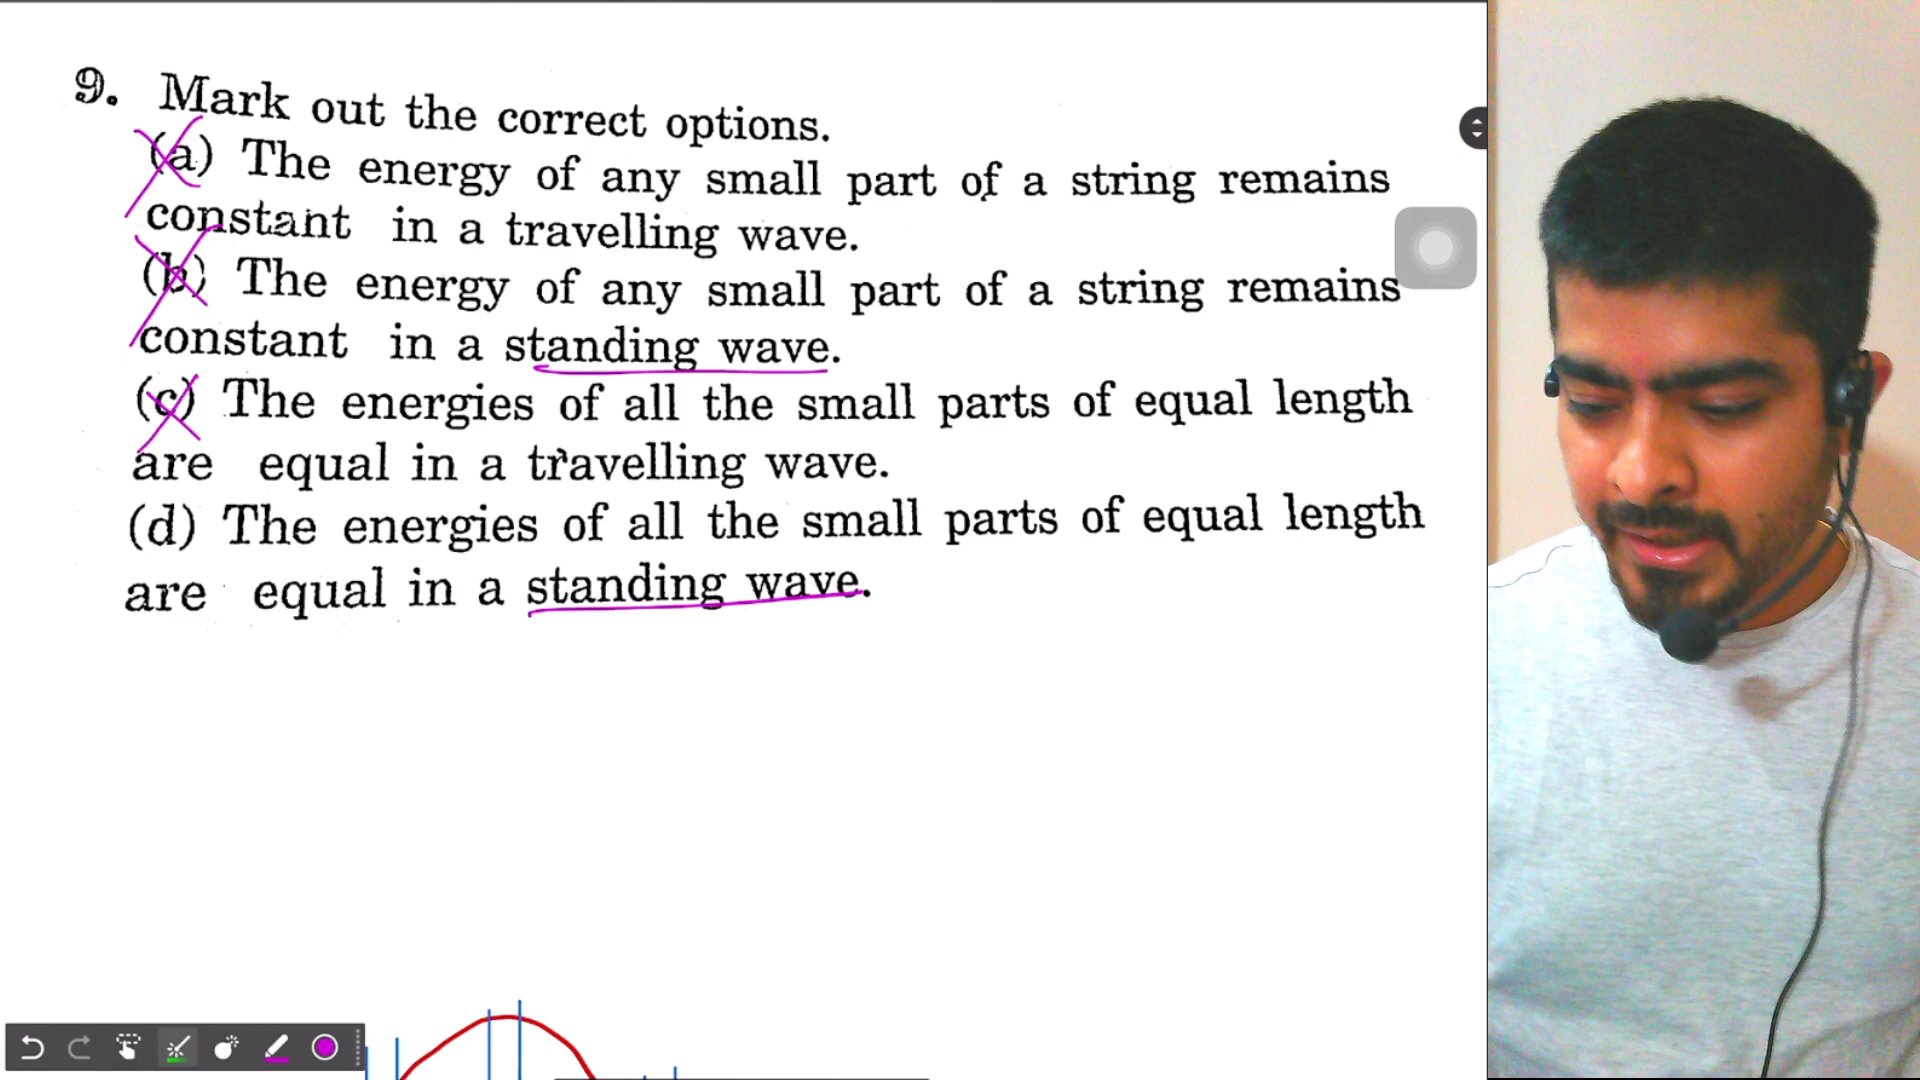 9. Mark out the correct options.
(a) The energy of any small part of a string remains
constant in a travelling wave.
(b) The energy of any small part of a string remains
constant in a standing wave.
(c) The energies of all the small parts of equal length
are equal in a travelling wave.
(d) The energies of all the small parts of equal length
are equal in a standing wave.